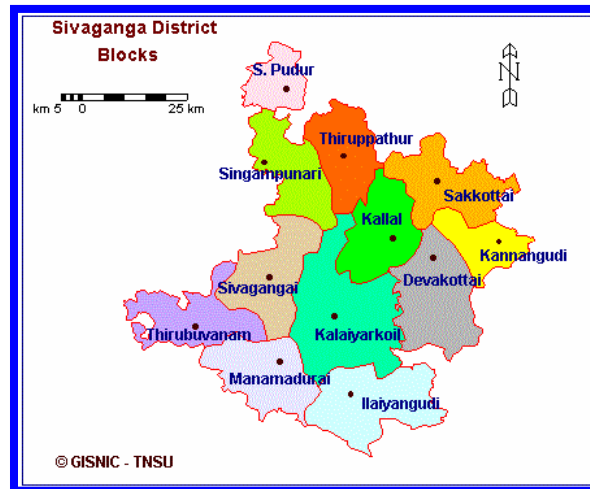 Sivaganga District
Blocks
N
km 5 0 25 km
S. Pudur
Thiruppathur
Singampunari
Sakkottai
Kallal
Kannangudi
Sivagangai
Devakottai
Thirubuvanam
Kalaiyarkoil
Manamadurai
Ilaiyangudi
© GISNIC - TNSU